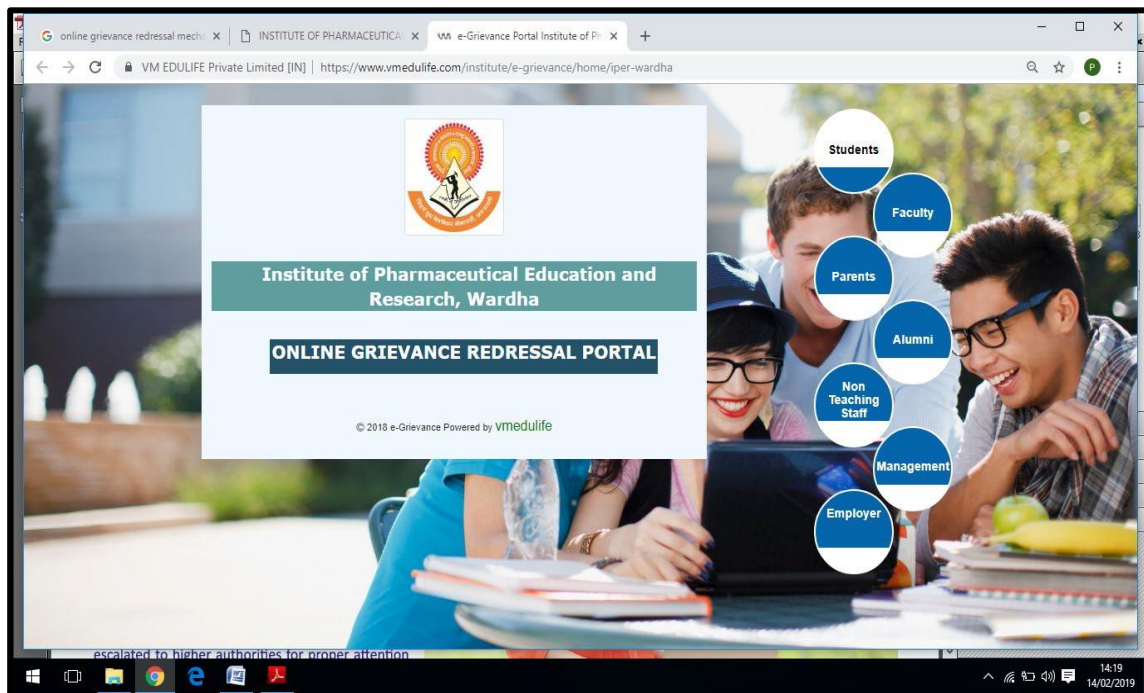 online grievance redressal mech
INSTITUTE OF PHARMACEUTICA
e-Grievance Portal Institute of Ph
VM EDULIFE Private Limited [IN] | https://www.vmedulife.com/institute/e-grievance/home/iper-wardha
P
Institute of Pharmaceutical Education and
Research, Wardha
ONLINE GRIEVANCE REDRESSAL PORTAL
© 2018 e-Grievance Powered by vmedulife
Students
Faculty
Parents
Alumni
Non
Teaching
Staff
Management
Employer
escalated to higher authorities for proper attention
14:19
14/02/2019